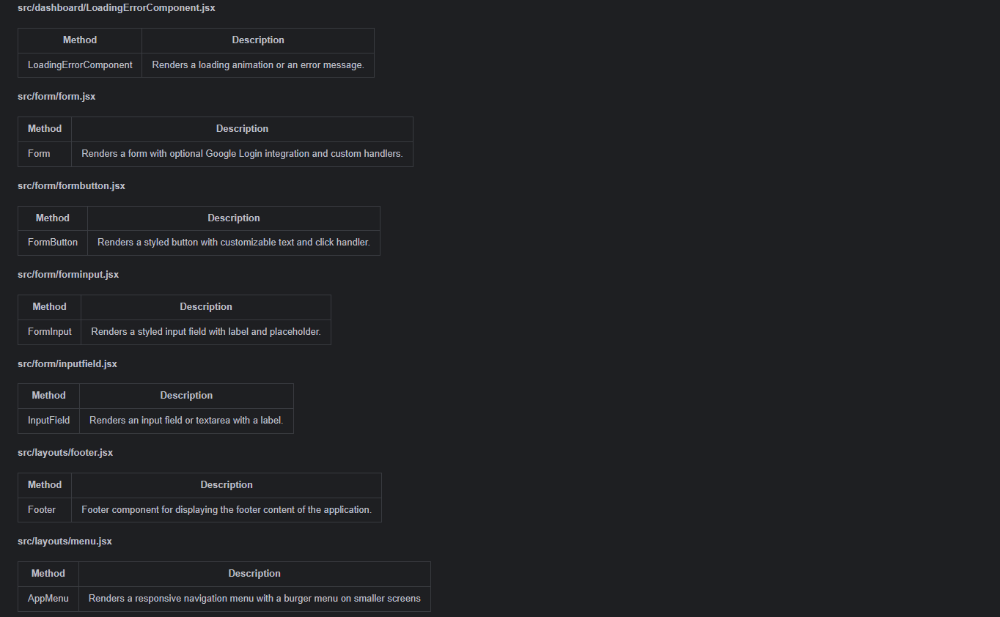 src/dashboard/LoadingErrorComponent.jsx
Method Description
LoadingErrorComponent Renders a loading animation or an error message.
src/form/form.jsx
Method Description
Form Renders a form with optional Google Login integration and custom handlers.
src/form/formbutton.jsx
Method Description
FormButton Renders a styled button with customizable text and click handler.
src/form/forminput.jsx
Method Description
FormInput Renders a styled input field with label and placeholder.
src/form/inputfield.jsx
Method Description
InputField Renders an input field or textarea with a label.
src/layouts/footer.jsx
Method Description
Footer Footer component for displaying the footer content of the application.
src/layouts/menu.jsx
Method Description
AppMenu Renders a responsive navigation menu with a burger menu on smaller screens